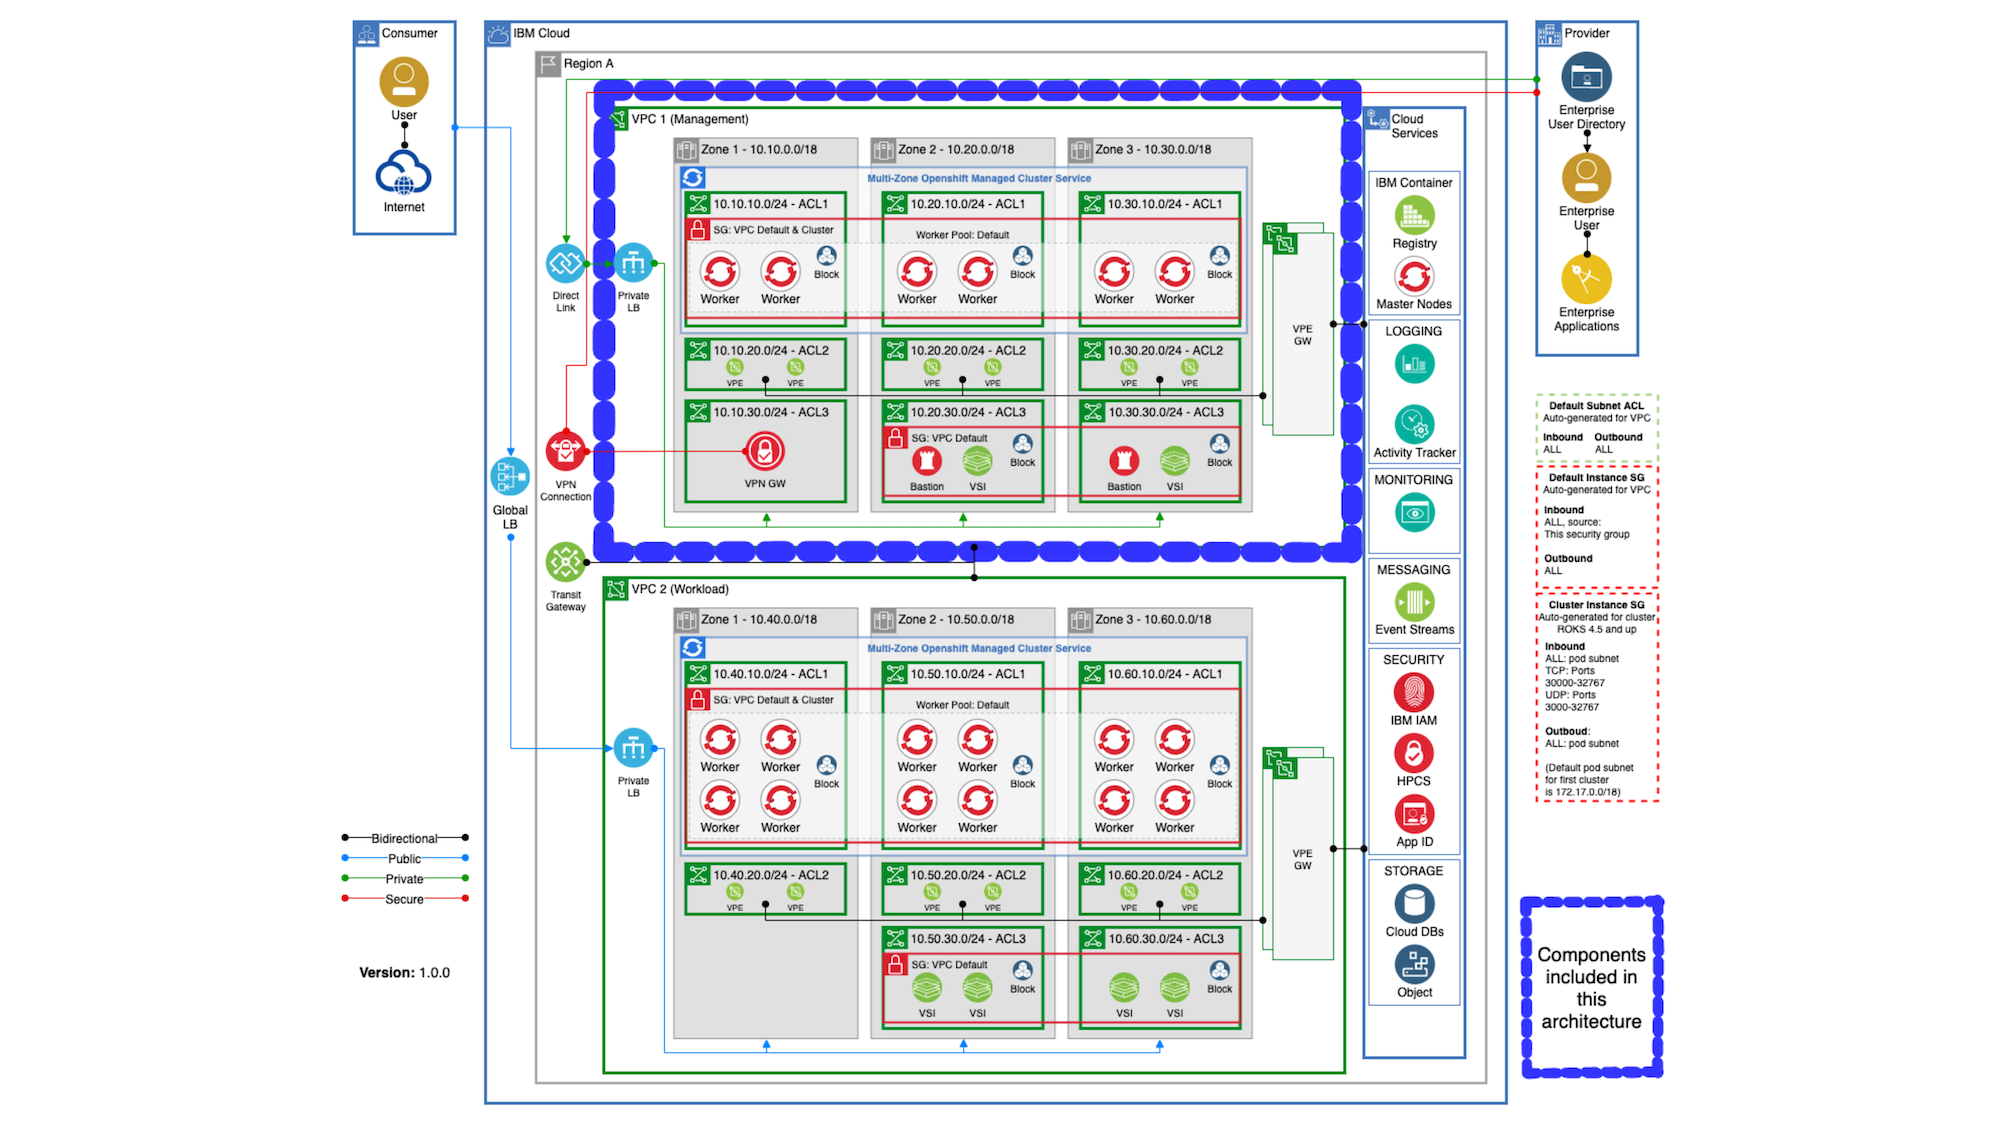 Consumer
User
Internet
IBM Cloud
Region A
Provider
Enterprise
User Directory
Enterprise
User
Enterprise
Applications
VPC 1 (Management)
Zone 1 - 10.10.0.0/18
Zone 2 - 10.20.0.0/18
Zone 3 - 10.30.0.0/18
Multi-Zone Openshift Managed Cluster Service
10.10.10.0/24 - ACL1
10.20.10.0/24 - ACL1
10.30.10.0/24 - ACL1
SG: VPC Default & Cluster
Worker Pool: Default
Block
Block
Block
Worker
Worker
Worker
Worker
Worker
Worker
10.10.20.0/24 - ACL2
10.20.20.0/24 - ACL2
10.30.20.0/24 - ACL2
VPE
VPE
VPE
VPE
VPE
VPE
10.10.30.0/24 - ACL3
10.20.30.0/24 - ACL3
10.30.30.0/24 - ACL3
SG: VPC Default
Block
Block
VPN GW
Bastion
VSI
Bastion
VSI
VPE
GW
Direct
Link
Private
LB
VPN
Connection
Global
LB
Transit
Gateway
VPC 2 (Workload)
Zone 1 - 10.40.0.0/18
Zone 2 - 10.50.0.0/18
Zone 3 - 10.60.0.0/18
Multi-Zone Openshift Managed Cluster Service
10.40.10.0/24 - ACL1
10.50.10.0/24 - ACL1
10.60.10.0/24 - ACL1
SG: VPC Default & Cluster
Worker Pool: Default
Worker
Worker
Worker
Worker
Worker
Worker
Block
Block
Block
Worker
Worker
Worker
Worker
Worker
Worker
10.40.20.0/24 - ACL2
10.50.20.0/24 - ACL2
10.60.20.0/24 - ACL2
VPE
VPE
VPE
VPE
VPE
VPE
10.50.30.0/24 - ACL3
10.60.30.0/24 - ACL3
SG: VPC Default
Block
Block
VSI
VSI
VSI
VSI
VPE
GW
Private
LB
Cloud
Services
IBM Container
Registry
Master Nodes
LOGGING
Activity Tracker
MONITORING
MESSAGING
Event Streams
SECURITY
IBM IAM
HPCS
App ID
STORAGE
Cloud DBs
Object
Default Subnet ACL
Auto-generated for VPC
Inbound Outbound
ALL ALL
Default Instance SG
Auto-generated for VPC
Inbound
ALL, source:
This security group
Outbound
ALL
Cluster Instance SG
Auto-generated for cluster
ROKS 4.5 and up
Inbound
ALL: pod subnet
TCP: Ports
30000-32767
UDP: Ports
3000-32767
Outboud:
ALL: pod subnet
(Default pod subnet
for first cluster
is 172.17.0.0/18)
Bidirectional
Public
Private
Secure
Version: 1.0.0
Components
included in
this
architecture